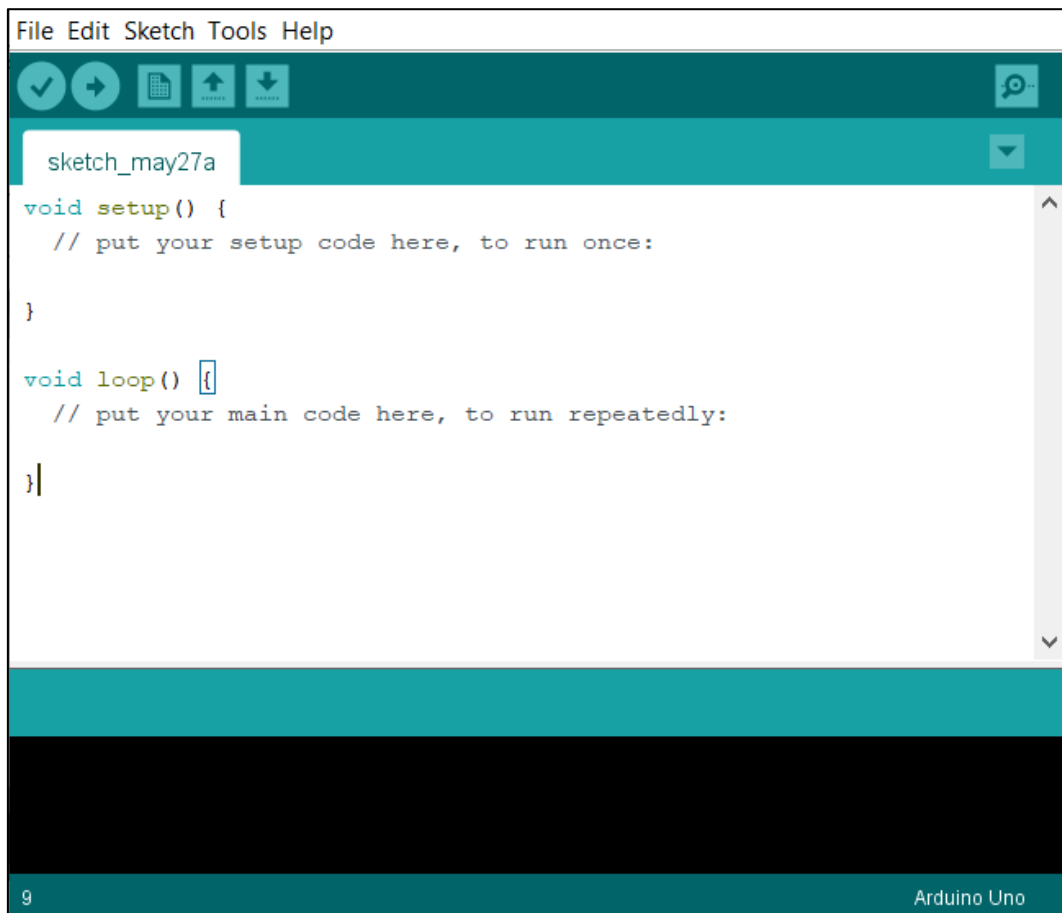 File Edit Sketch Tools Help
sketch_may27a
void setup() {
  // put your setup code here, to run once:
}
void loop() {
  // put your main code here, to run repeatedly:
}
9 Arduino Uno